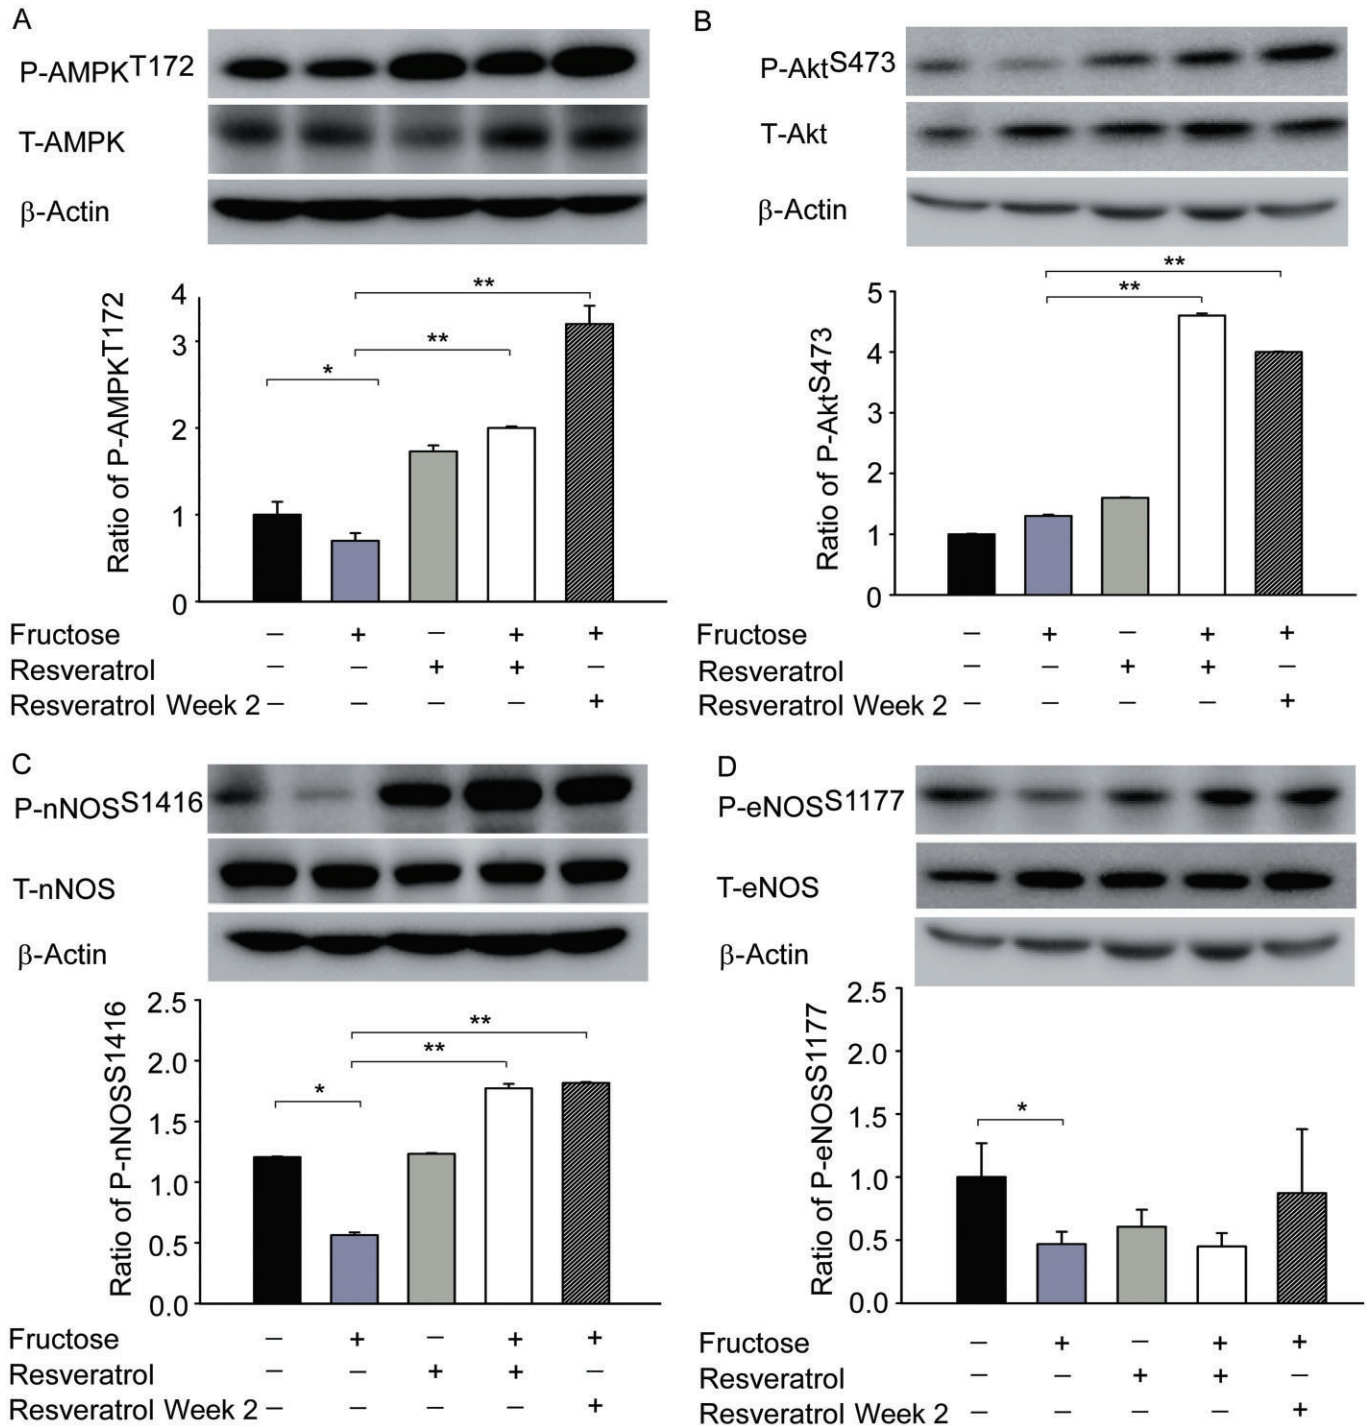 A
P-AMPKT172
T-AMPK
β-Actin
Ratio of P-AMPKT172
4
3
2
1
0
*
**
**
Fructose – + – + +
Resveratrol – – + + –
Resveratrol Week 2 – – – – +
B
P-AktS473
T-Akt
β-Actin
Ratio of P-AktS473
5
4
3
2
1
0
**
**
Fructose – + – + +
Resveratrol – – + + –
Resveratrol Week 2 – – – – +
C
P-nNOSS1416
T-nNOS
β-Actin
Ratio of P-nNOSS1416
2.5
2.0
1.5
1.0
0.5
0.0
*
**
**
Fructose – + – + +
Resveratrol – – + + –
Resveratrol Week 2 – – – – +
D
P-eNOSS1177
T-eNOS
β-Actin
Ratio of P-eNOSS1177
2.5
2.0
1.5
1.0
0.5
0.0
*
Fructose – + – + +
Resveratrol – – + + –
Resveratrol Week 2 – – – – +